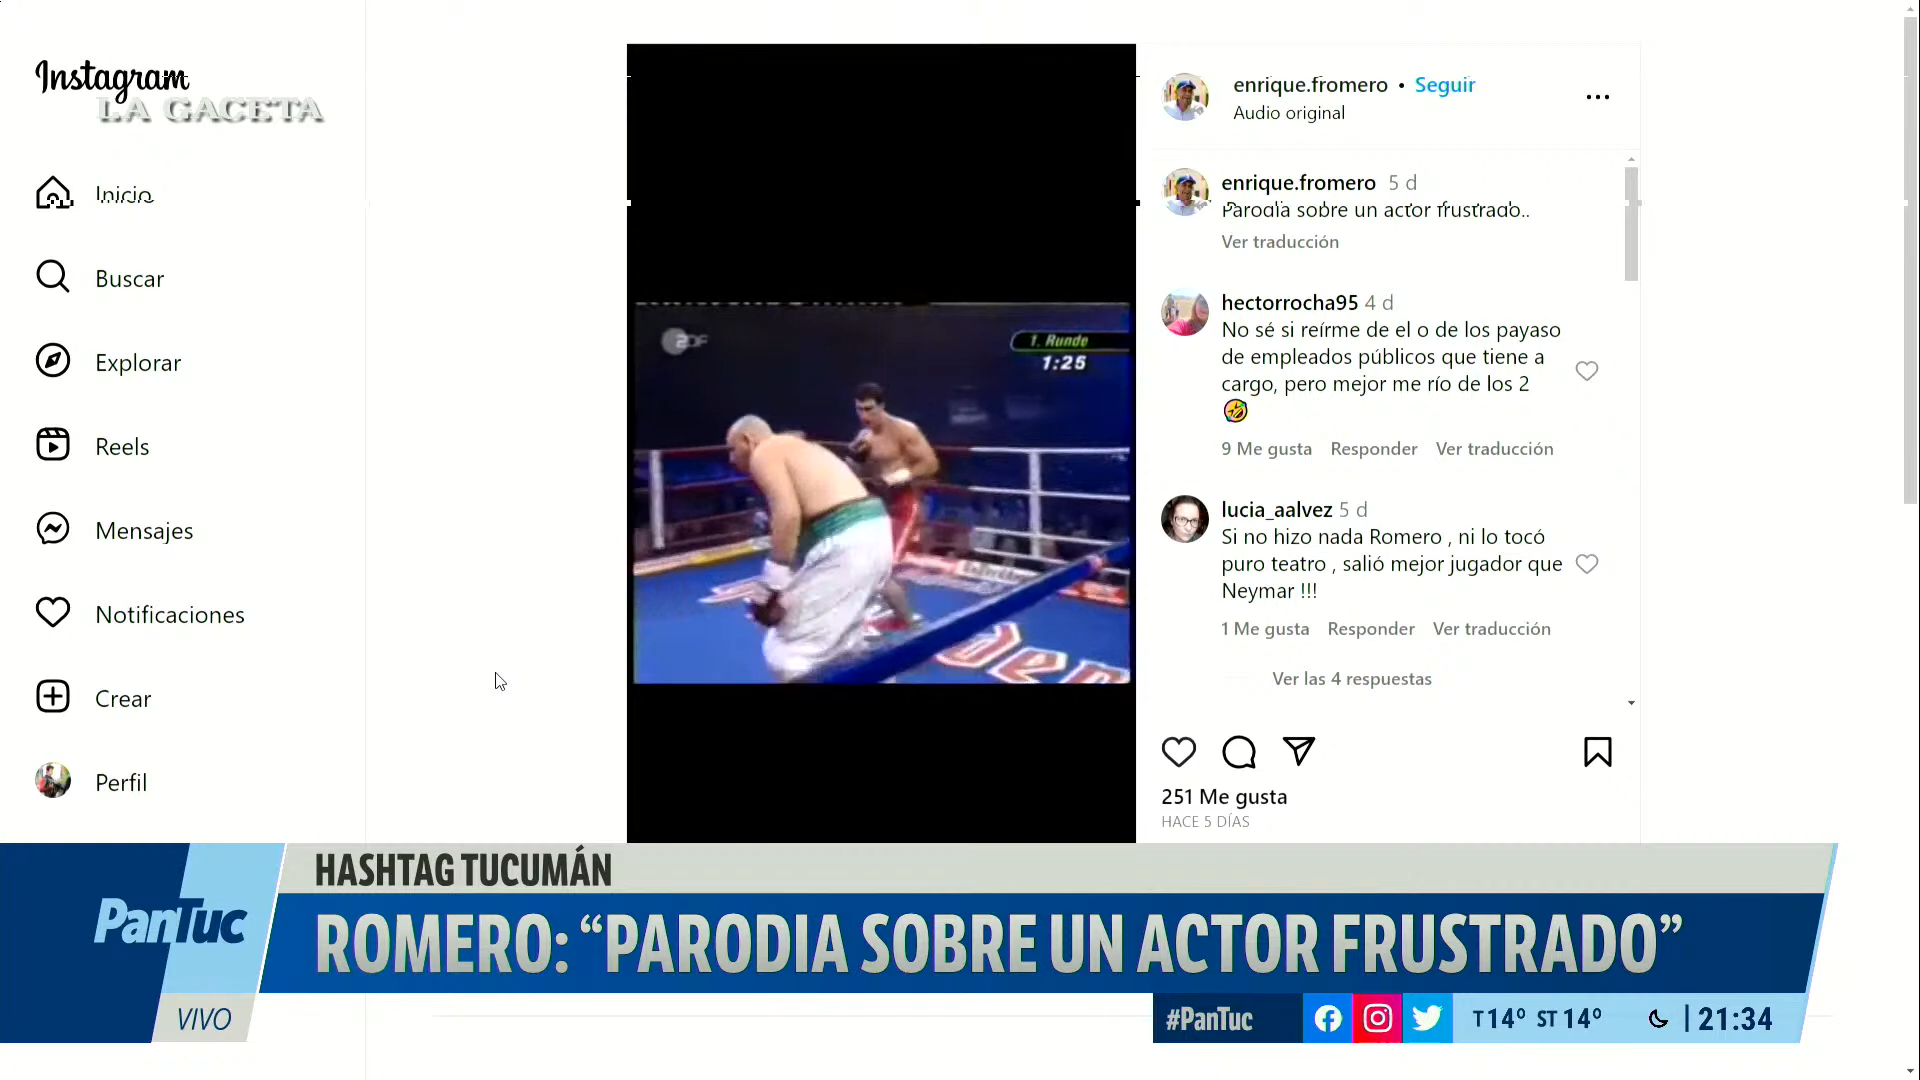 Instagram
LA GACETA
Inicio
Buscar
Explorar
Reels
Mensajes
Notificaciones
Crear
Perfil
ZDF
1. Runde
1:25
enrique.fromero • Seguir
Audio original
enrique.fromero 5 d
Parodia sobre un actor frustrado..
Ver traducción
hectorrocha95 4 d
No sé si reírme de el o de los payaso
de empleados públicos que tiene a
cargo, pero mejor me río de los 2
🤣
9 Me gusta Responder Ver traducción
lucia_aalvez 5 d
Si no hizo nada Romero , ni lo tocó
puro teatro , salió mejor jugador que
Neymar !!!
1 Me gusta Responder Ver traducción
Ver las 4 respuestas
251 Me gusta
HACE 5 DÍAS
HASHTAG TUCUMÁN
PanTuc
ROMERO: “PARODIA SOBRE UN ACTOR FRUSTRADO”
VIVO
#PanTuc
T 14º ST 14º
21:34